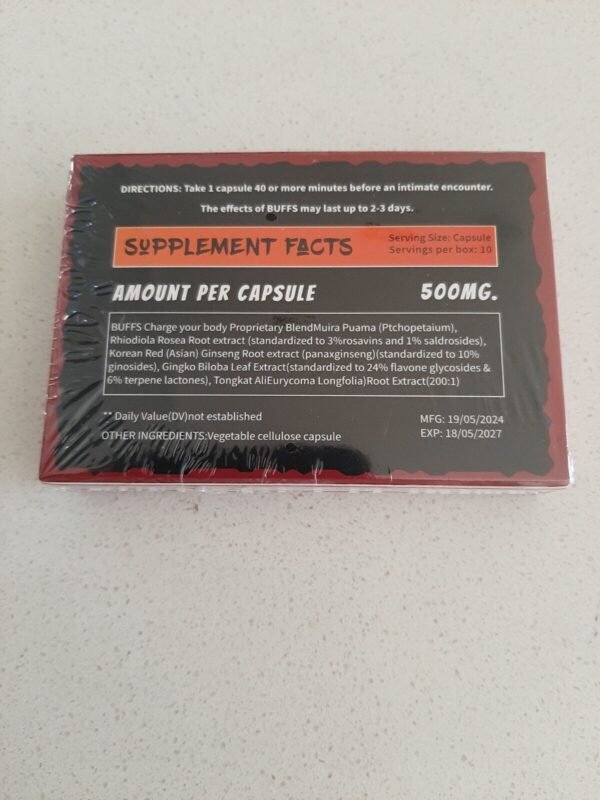 DIRECTIONS: Take 1 capsule 40 or more minutes before an intimate encounter.
The effects of BUFFS may last up to 2-3 days.
SUPPLEMENT FACTS
Serving Size: Capsule
Servings per box: 10
AMOUNT PER CAPSULE 500MG.
BUFFS Charge your body Proprietary BlendMuira Puama (Ptchopetaium),
Rhiodiola Rosea Root extract (standardized to 3%rosavins and 1% saldrosides),
Korean Red (Asian) Ginseng Root extract (panaxginseng)(standardized to 10%
ginosides), Gingko Biloba Leaf Extract(standardized to 24% flavone glycosides &
6% terpene lactones), Tongkat AliEurycoma Longfolia)Root Extract(200:1)
** Daily Value(DV)not established
OTHER INGREDIENTS:Vegetable cellulose capsule
MFG: 19/05/2024
EXP: 18/05/2027